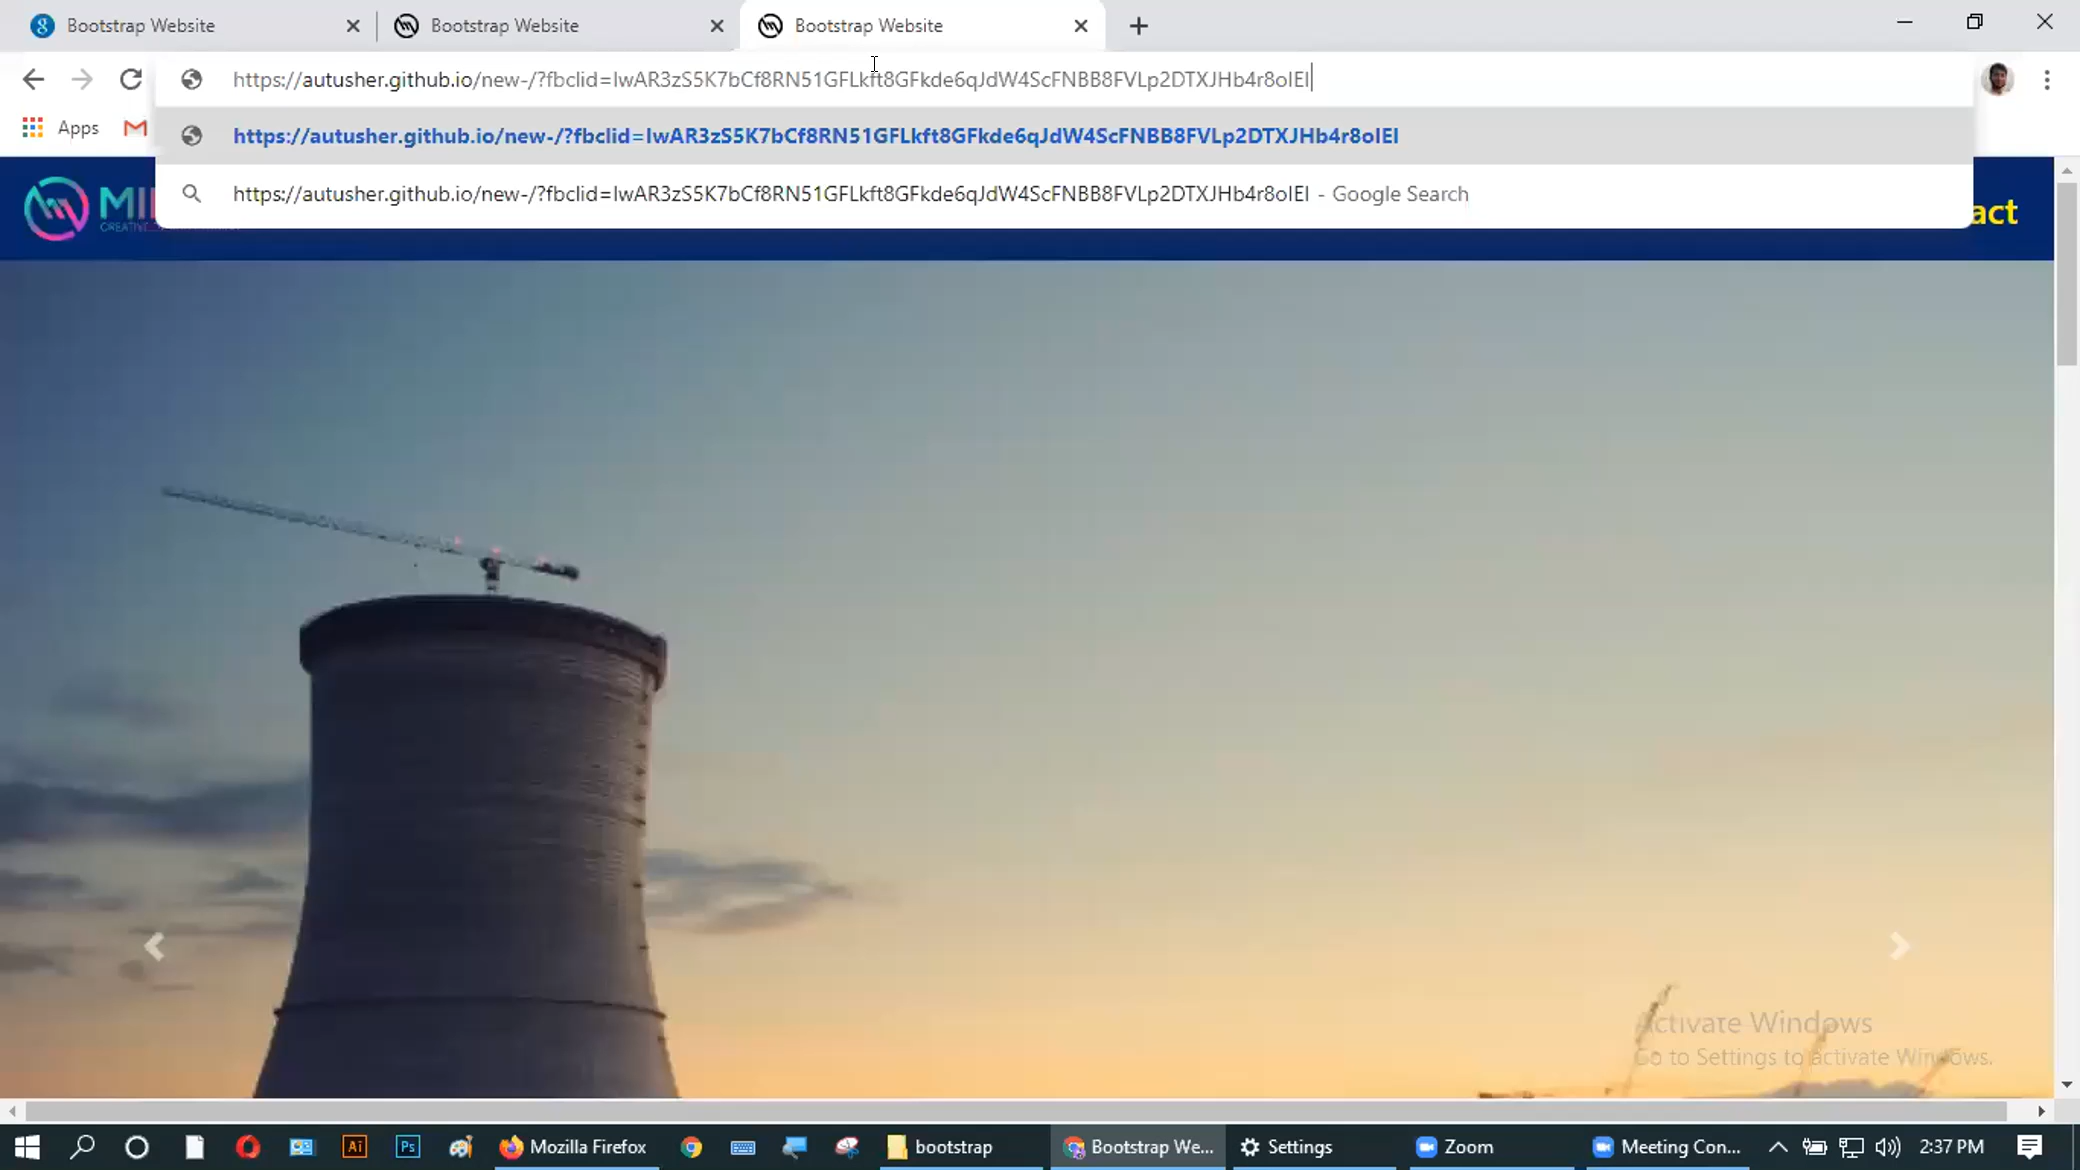 Bootstrap Website
Bootstrap Website
Bootstrap Website
https://autusher.github.io/new-/?fbclid=IwAR3zS5K7bCf8RN51GFLkft8GFkde6qJdW4ScFNBB8FVLp2DTXJHb4r8oIEI
Apps
https://autusher.github.io/new-/?fbclid=IwAR3zS5K7bCf8RN51GFLkft8GFkde6qJdW4ScFNBB8FVLp2DTXJHb4r8oIEI
https://autusher.github.io/new-/?fbclid=IwAR3zS5K7bCf8RN51GFLkft8GFkde6qJdW4ScFNBB8FVLp2DTXJHb4r8oIEI - Google Search
act
Activate Windows
Go to Settings to activate Windows.
Ai
Ps
Mozilla Firefox
bootstrap
Bootstrap We...
Settings
Zoom
Meeting Con...
2:37 PM